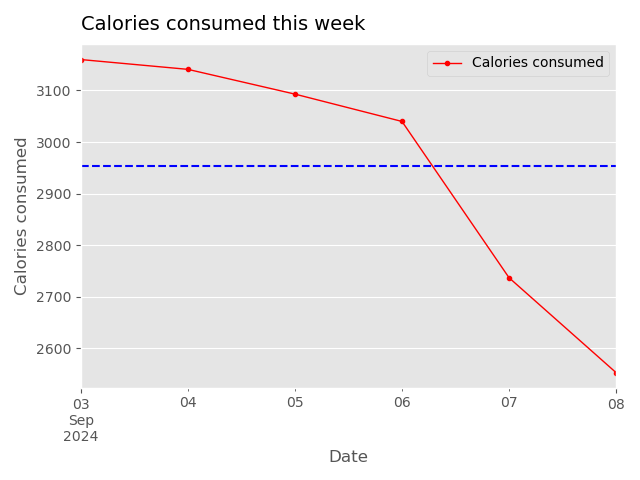 Calories consumed this week
Calories consumed
3100
3000
2900
2800
2700
2600
Calories consumed
03
Sep
2024
04
05
06
07
08
Date